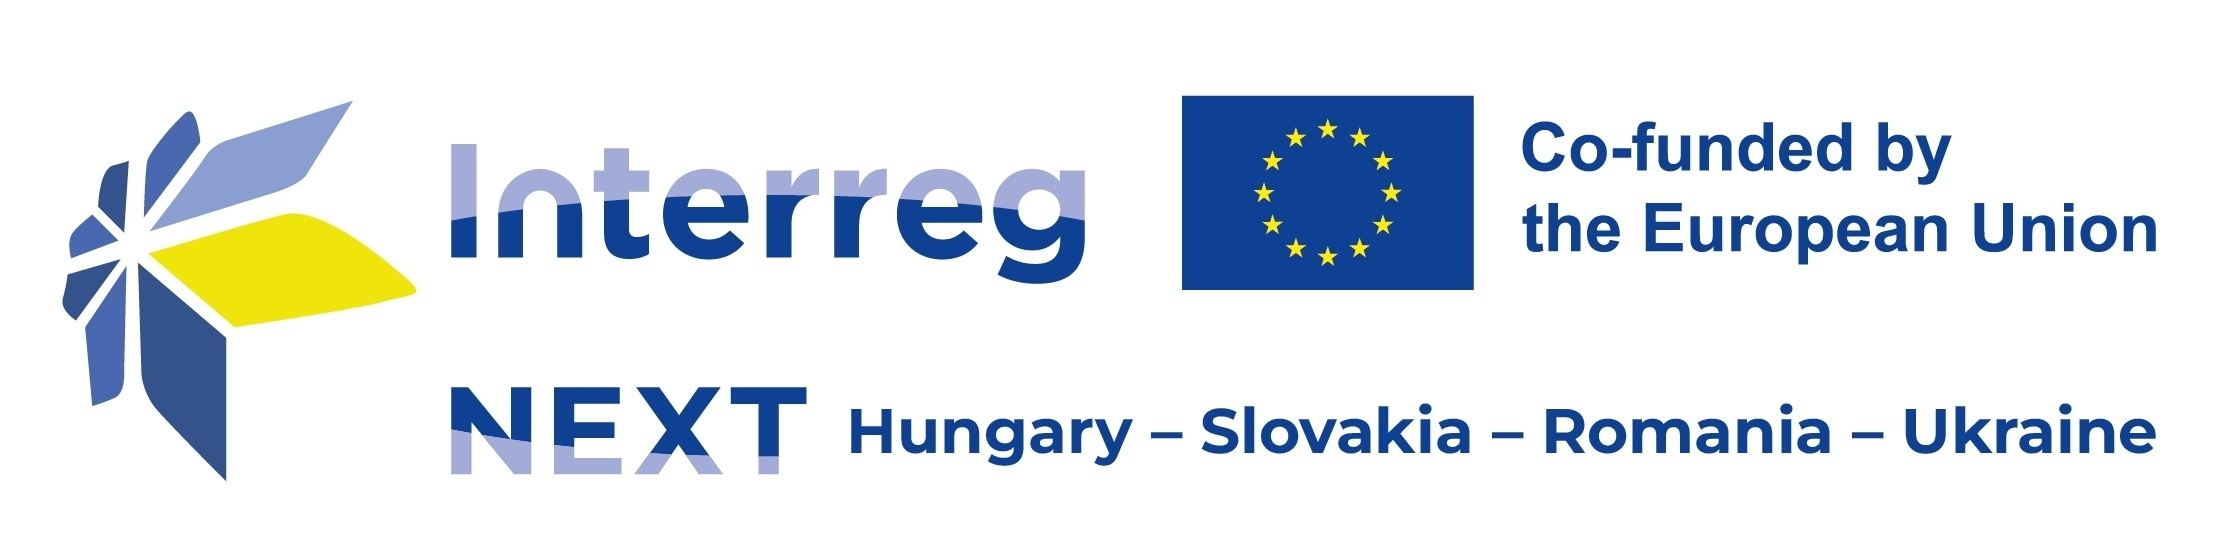 Interreg
Co-funded by
the European Union
NEXT Hungary – Slovakia – Romania – Ukraine